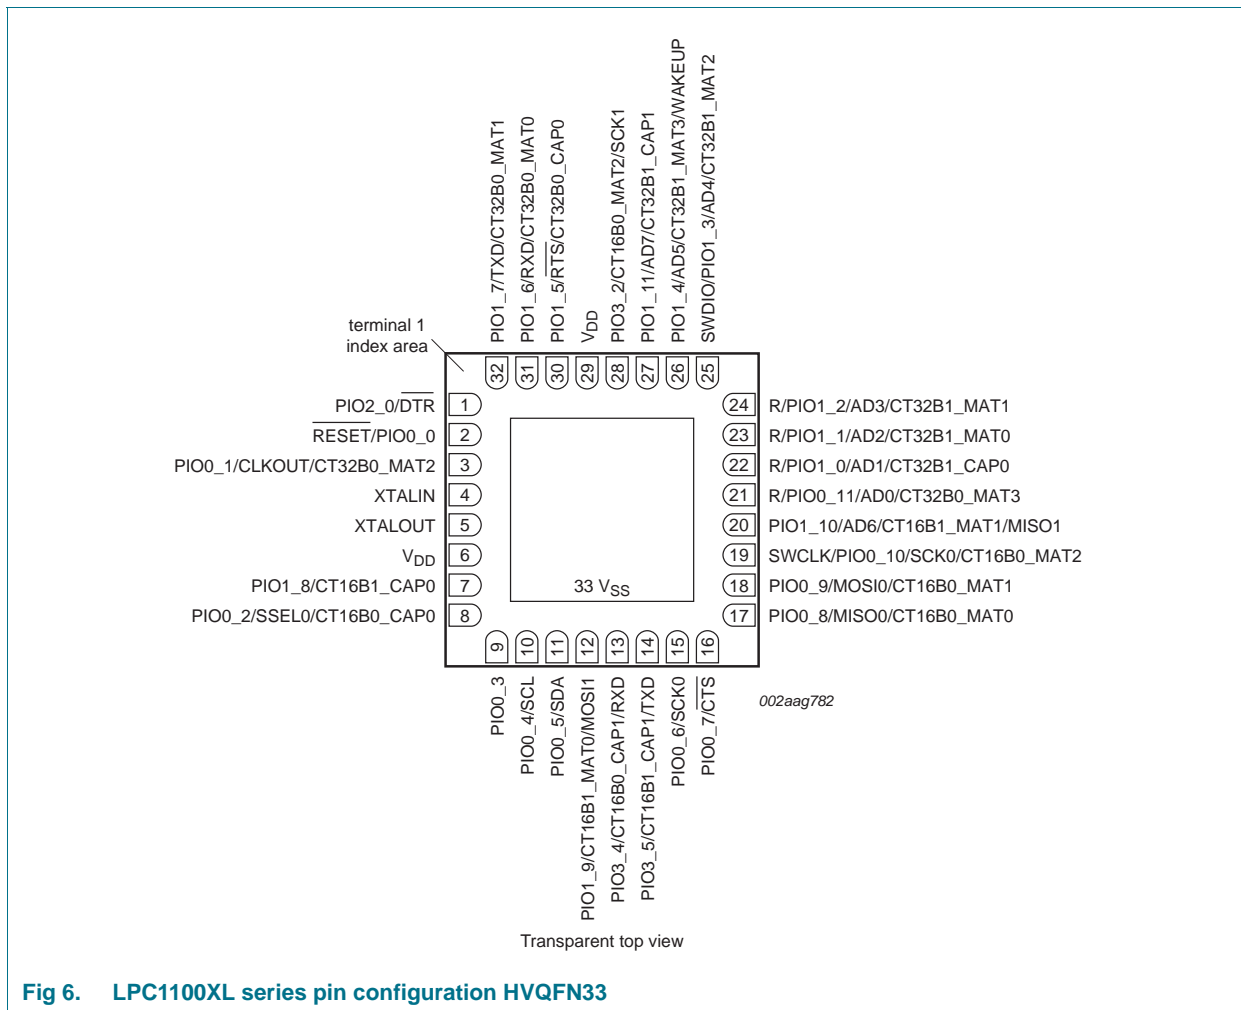 PIO1_7/TXD/CT32B0_MAT1
PIO1_6/RXD/CT32B0_MAT0
PIO1_5/RTS/CT32B0_CAP0
VDD
PIO3_2/CT16B0_MAT2/SCK1
PIO1_11/AD7/CT32B1_CAP1
PIO1_4/AD5/CT32B1_MAT3/WAKEUP
SWDIO/PIO1_3/AD4/CT32B1_MAT2
terminal 1
index area
32
31
30
29
28
27
26
25
PIO2_0/DTR 1
RESET/PIO0_0 2
PIO0_1/CLKOUT/CT32B0_MAT2 3
XTALIN 4
XTALOUT 5
VDD 6
PIO1_8/CT16B1_CAP0 7
PIO0_2/SSEL0/CT16B0_CAP0 8
33 VSS
24 R/PIO1_2/AD3/CT32B1_MAT1
23 R/PIO1_1/AD2/CT32B1_MAT0
22 R/PIO1_0/AD1/CT32B1_CAP0
21 R/PIO0_11/AD0/CT32B0_MAT3
20 PIO1_10/AD6/CT16B1_MAT1/MISO1
19 SWCLK/PIO0_10/SCK0/CT16B0_MAT2
18 PIO0_9/MOSI0/CT16B0_MAT1
17 PIO0_8/MISO0/CT16B0_MAT0
9
10
11
12
13
14
15
16
PIO0_3
PIO0_4/SCL
PIO0_5/SDA
PIO1_9/CT16B1_MAT0/MOSI1
PIO3_4/CT16B0_CAP1/RXD
PIO3_5/CT16B1_CAP1/TXD
PIO0_6/SCK0
PIO0_7/CTS
002aag782
Transparent top view
Fig 6. LPC1100XL series pin configuration HVQFN33